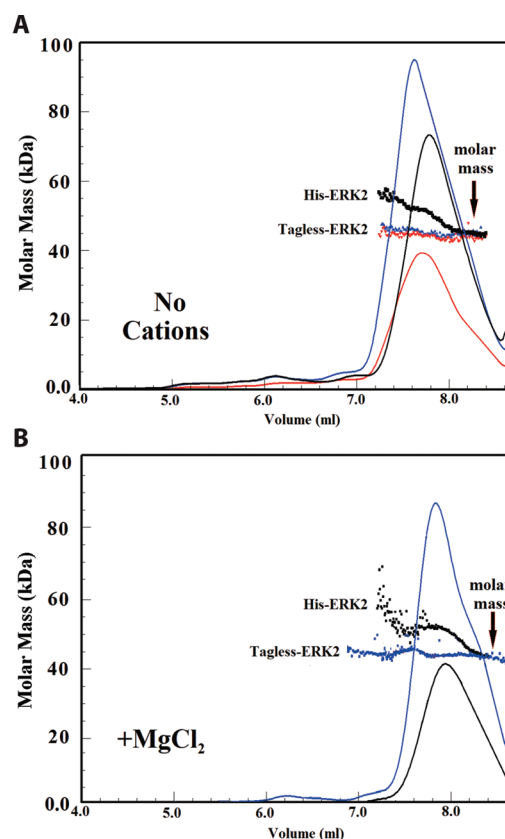 A
100
80
60
40
20
0.0
Molar Mass (kDa)
molar
mass
His-ERK2
Tagless-ERK2
No
Cations
4.0 5.0 6.0 7.0 8.0
Volume (ml)
B
100
80
60
40
20
0.0
Molar Mass (kDa)
molar
mass
His-ERK2
Tagless-ERK2
+MgCl₂
4.0 5.0 6.0 7.0 8.0
Volume (ml)